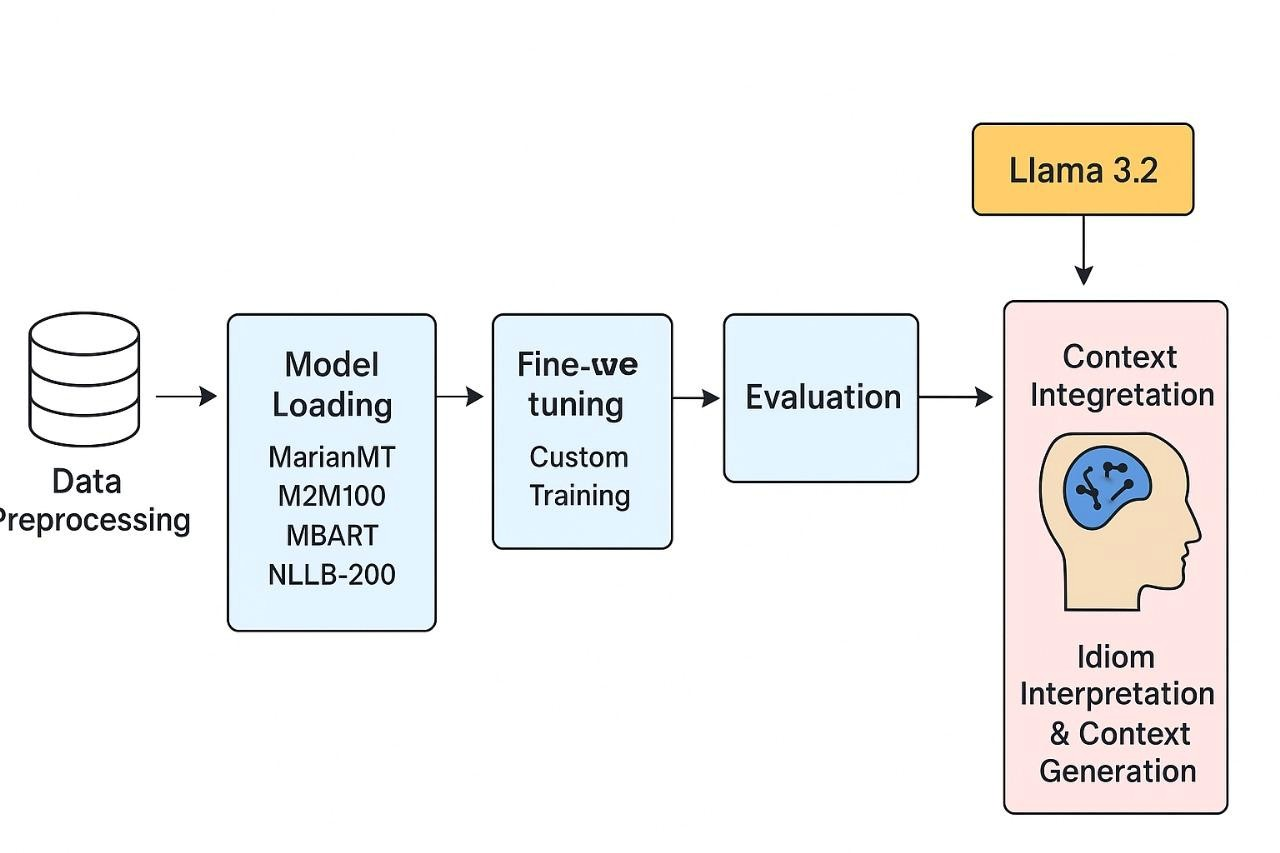 Data
Preprocessing
Model
Loading
MarianMT
M2M100
MBART
NLLB-200
Fine-we
tuning
Custom
Training
Evaluation
Llama 3.2
Context
Integretation
Idiom
Interpretation
& Context
Generation